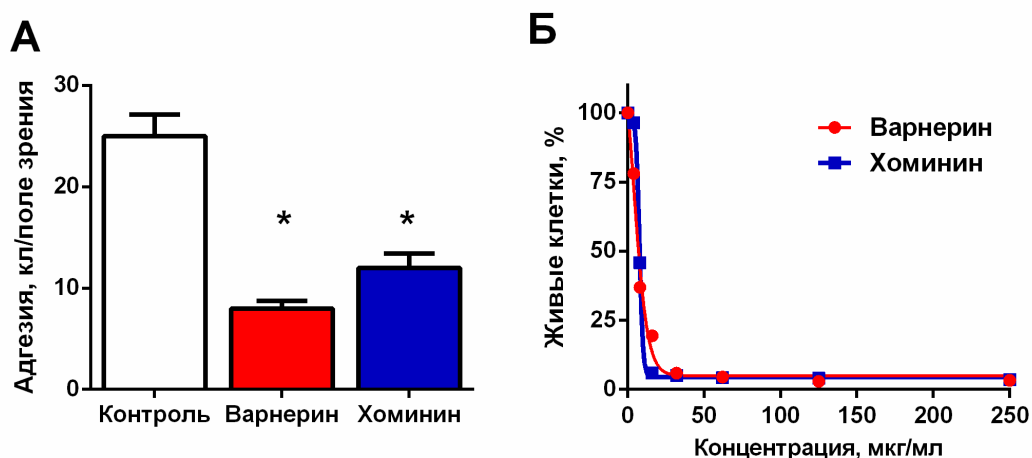 А
Адгезия, кл/поле зрения
30
20
10
0
*
*
Контроль
Варнерин
Хоминин
Б
Живые клетки, %
100
75
50
25
0
Варнерин
Хоминин
0
50
100
150
200
250
Концентрация, мкг/мл